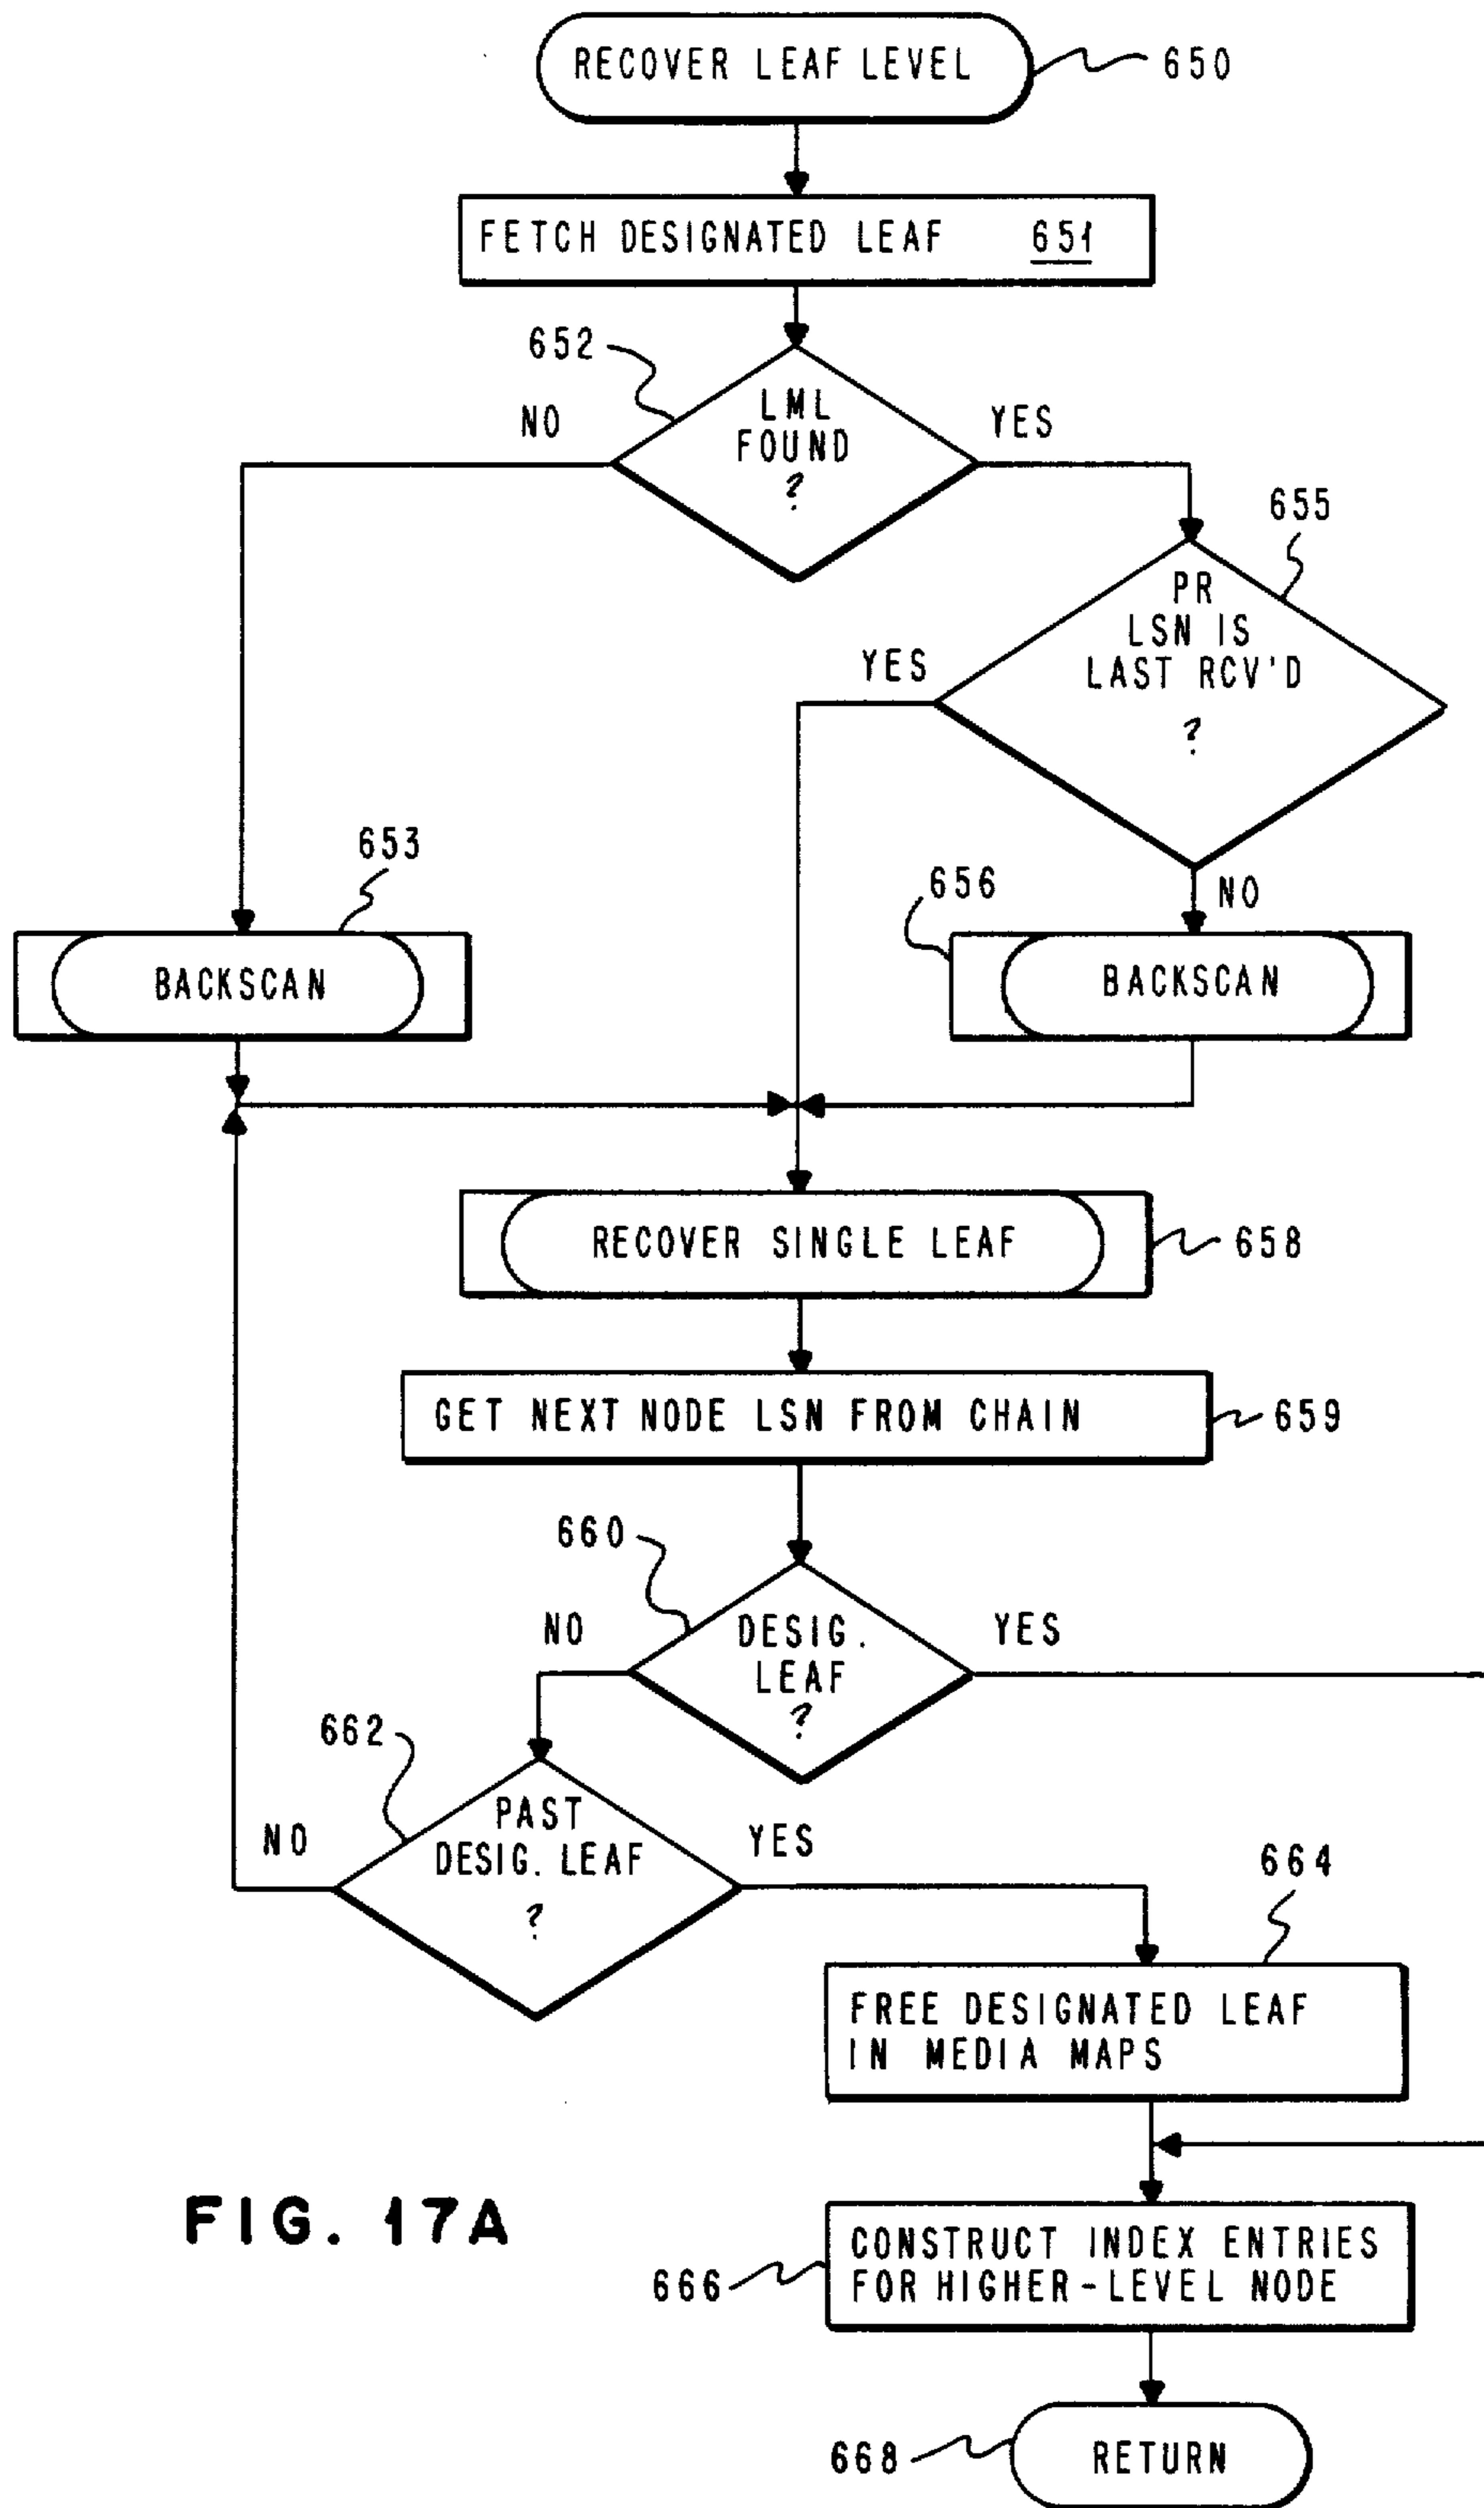 RECOVER LEAF LEVEL
650
FETCH DESIGNATED LEAF 651
652
NO
LML
FOUND
?
YES
655
PR
LSN IS
LAST RCV'D
?
YES
653
656
NO
BACKSCAN
BACKSCAN
RECOVER SINGLE LEAF
658
GET NEXT NODE LSN FROM CHAIN
659
660
NO
DESIG.
LEAF
?
YES
662
NO
PAST
DESIG. LEAF
?
YES
664
FREE DESIGNATED LEAF
IN MEDIA MAPS
FIG. 17A
CONSTRUCT INDEX ENTRIES
FOR HIGHER-LEVEL NODE
666
668
RETURN